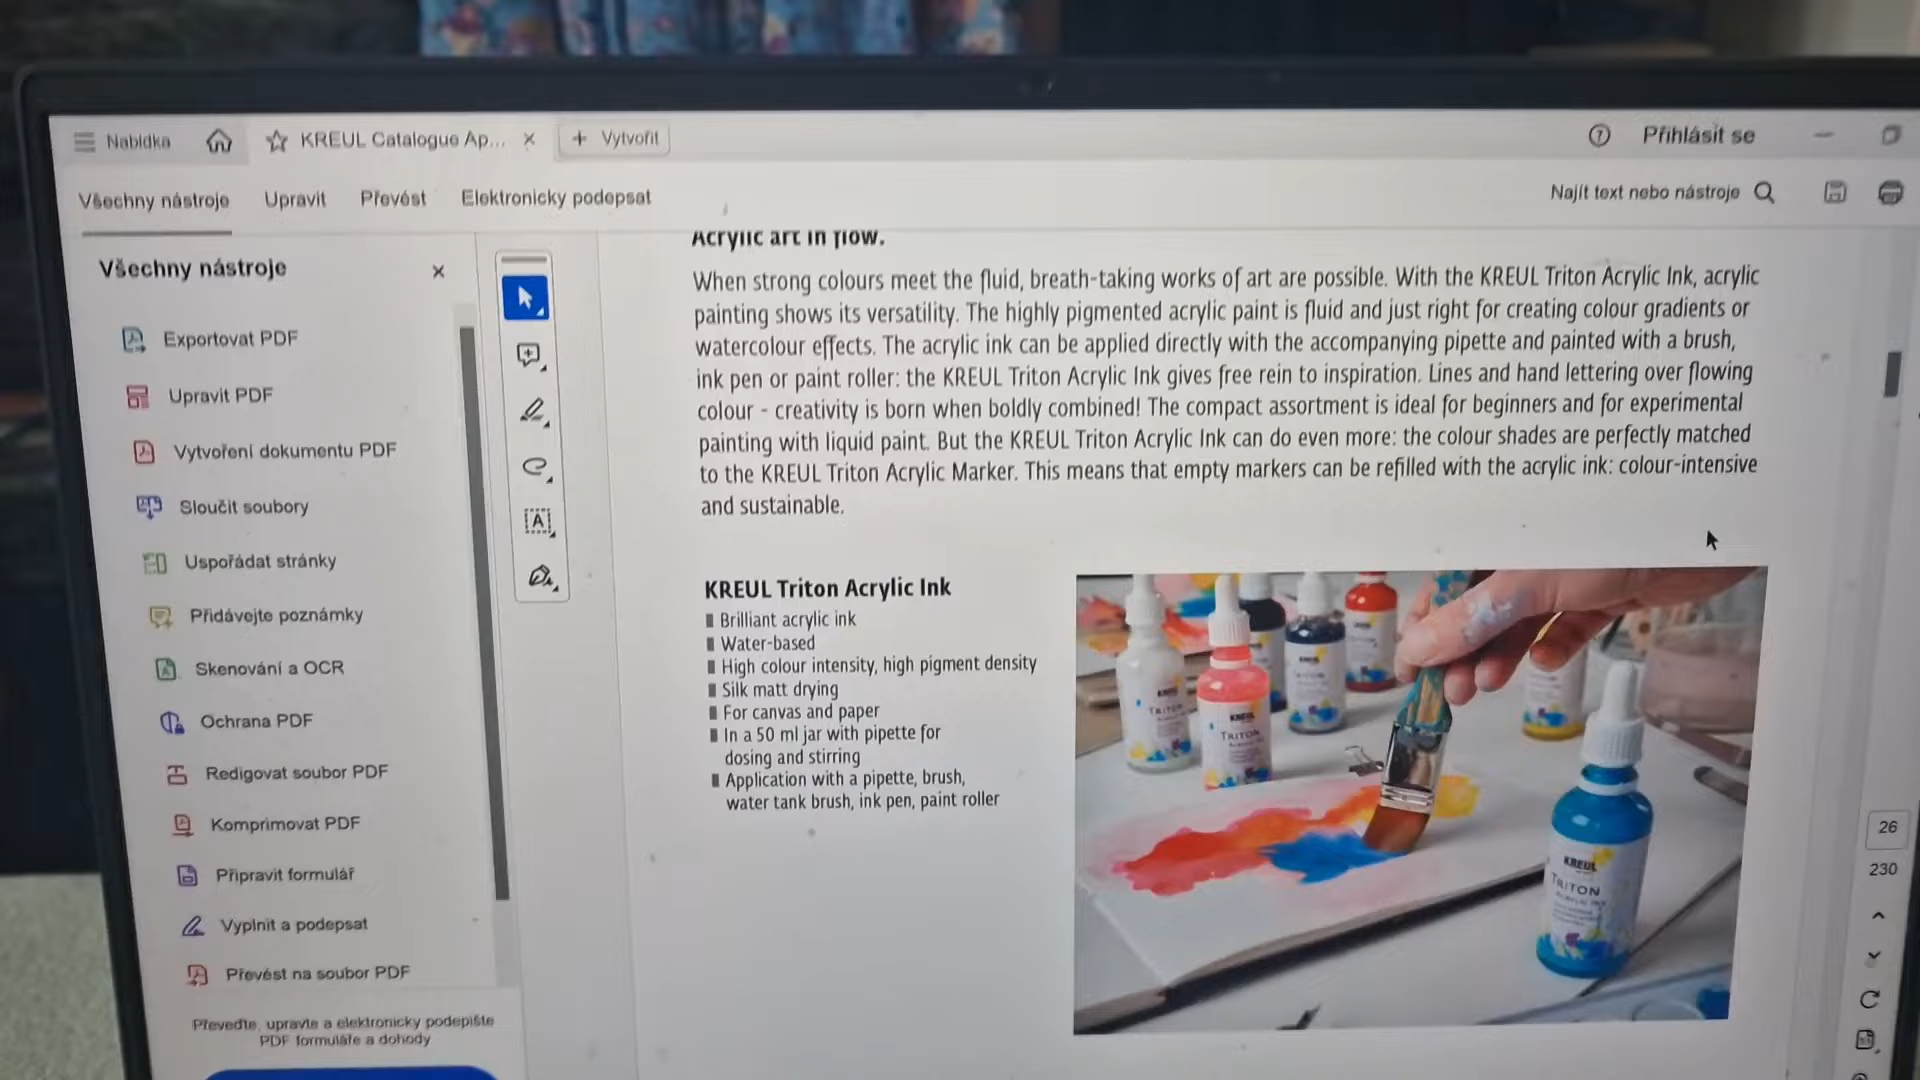 Nabídka
KREUL Catalogue Ap...
Vytvořit
Přihlásit se
Všechny nástroje
Upravit
Převést
Elektronicky podepsat
Najít text nebo nástroje
Všechny nástroje
Exportovat PDF
Upravit PDF
Vytvoření dokumentu PDF
Sloučit soubory
Uspořádat stránky
Přidávejte poznámky
Skenování a OCR
Ochrana PDF
Redigovat soubor PDF
Komprimovat PDF
Připravit formulář
Vyplnit a podepsat
Převést na soubor PDF
Převeďte, upravte a elektronicky podepište
PDF formuláře a dohody
Acrylic art in flow.
When strong colours meet the fluid, breath-taking works of art are possible. With the KREUL Triton Acrylic Ink, acrylic
painting shows its versatility. The highly pigmented acrylic paint is fluid and just right for creating colour gradients or
watercolour effects. The acrylic ink can be applied directly with the accompanying pipette and painted with a brush,
ink pen or paint roller: the KREUL Triton Acrylic Ink gives free rein to inspiration. Lines and hand lettering over flowing
colour - creativity is born when boldly combined! The compact assortment is ideal for beginners and for experimental
painting with liquid paint. But the KREUL Triton Acrylic Ink can do even more: the colour shades are perfectly matched
to the KREUL Triton Acrylic Marker. This means that empty markers can be refilled with the acrylic ink: colour-intensive
and sustainable.
KREUL Triton Acrylic Ink
Brilliant acrylic ink
Water-based
High colour intensity, high pigment density
Silk matt drying
For canvas and paper
In a 50 ml jar with pipette for
dosing and stirring
Application with a pipette, brush,
water tank brush, ink pen, paint roller
KREUL
TRITON
KREUL
TRITON
KREUL
KREUL
TRITON
26
230